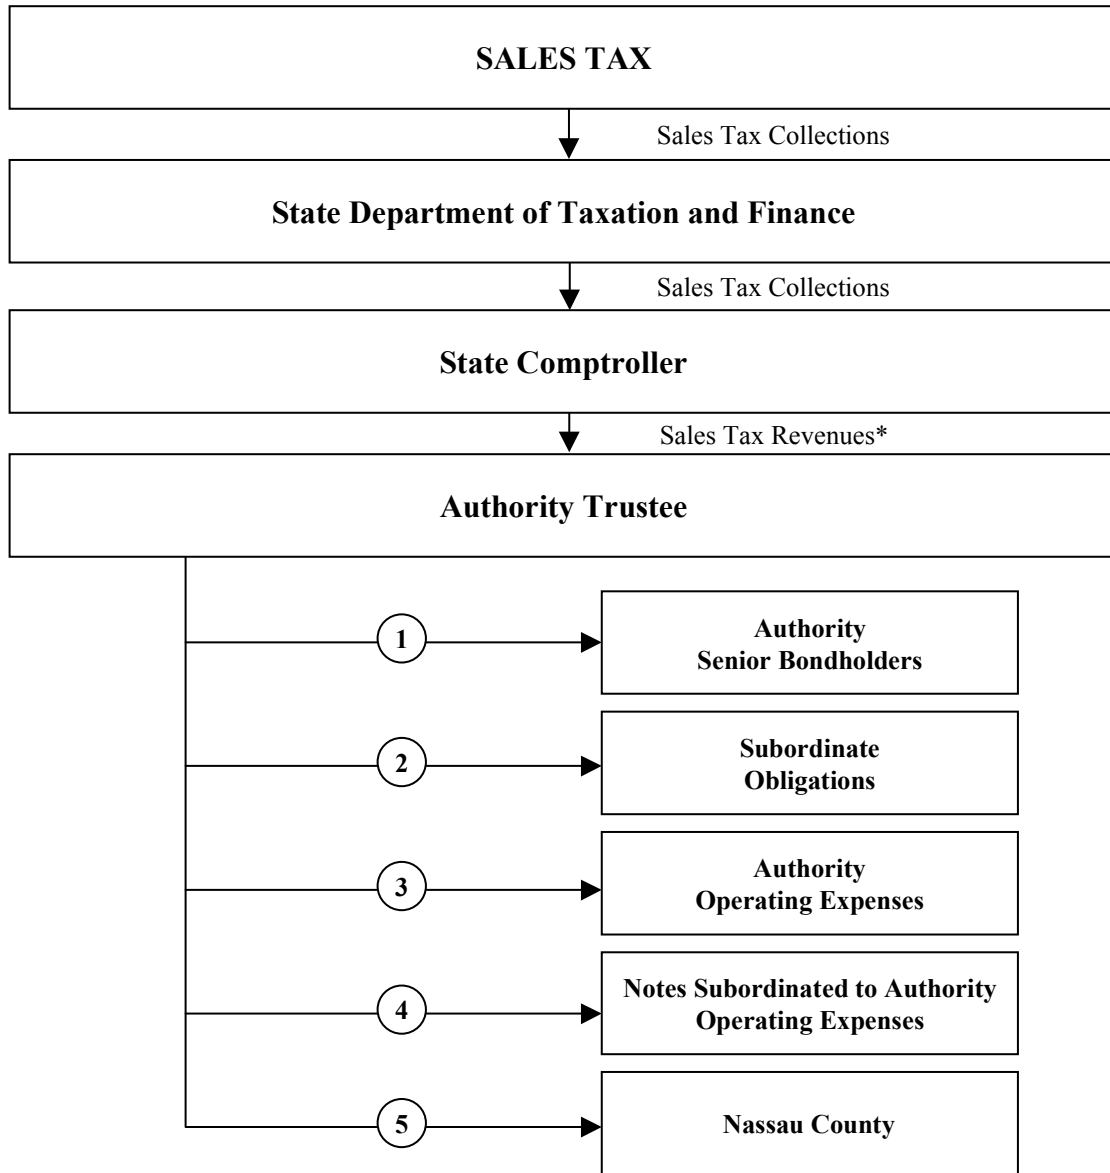 SALES TAX
Sales Tax Collections
State Department of Taxation and Finance
Sales Tax Collections
State Comptroller
Sales Tax Revenues*
Authority Trustee
1
Authority
Senior Bondholders
2
Subordinate
Obligations
3
Authority
Operating Expenses
4
Notes Subordinated to Authority
Operating Expenses
5
Nassau County